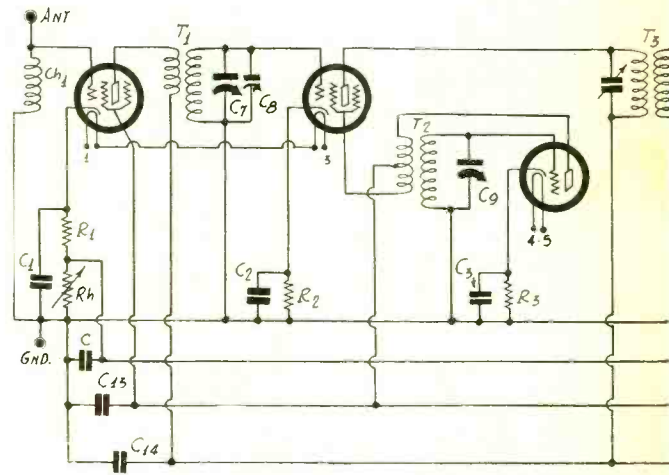 ANT
Ch1
T1
C7
C8
T2
C9
T3
1
3
4-5
R1
C1
Rh
C2
R2
C3
R3
GND.
C
C13
C14